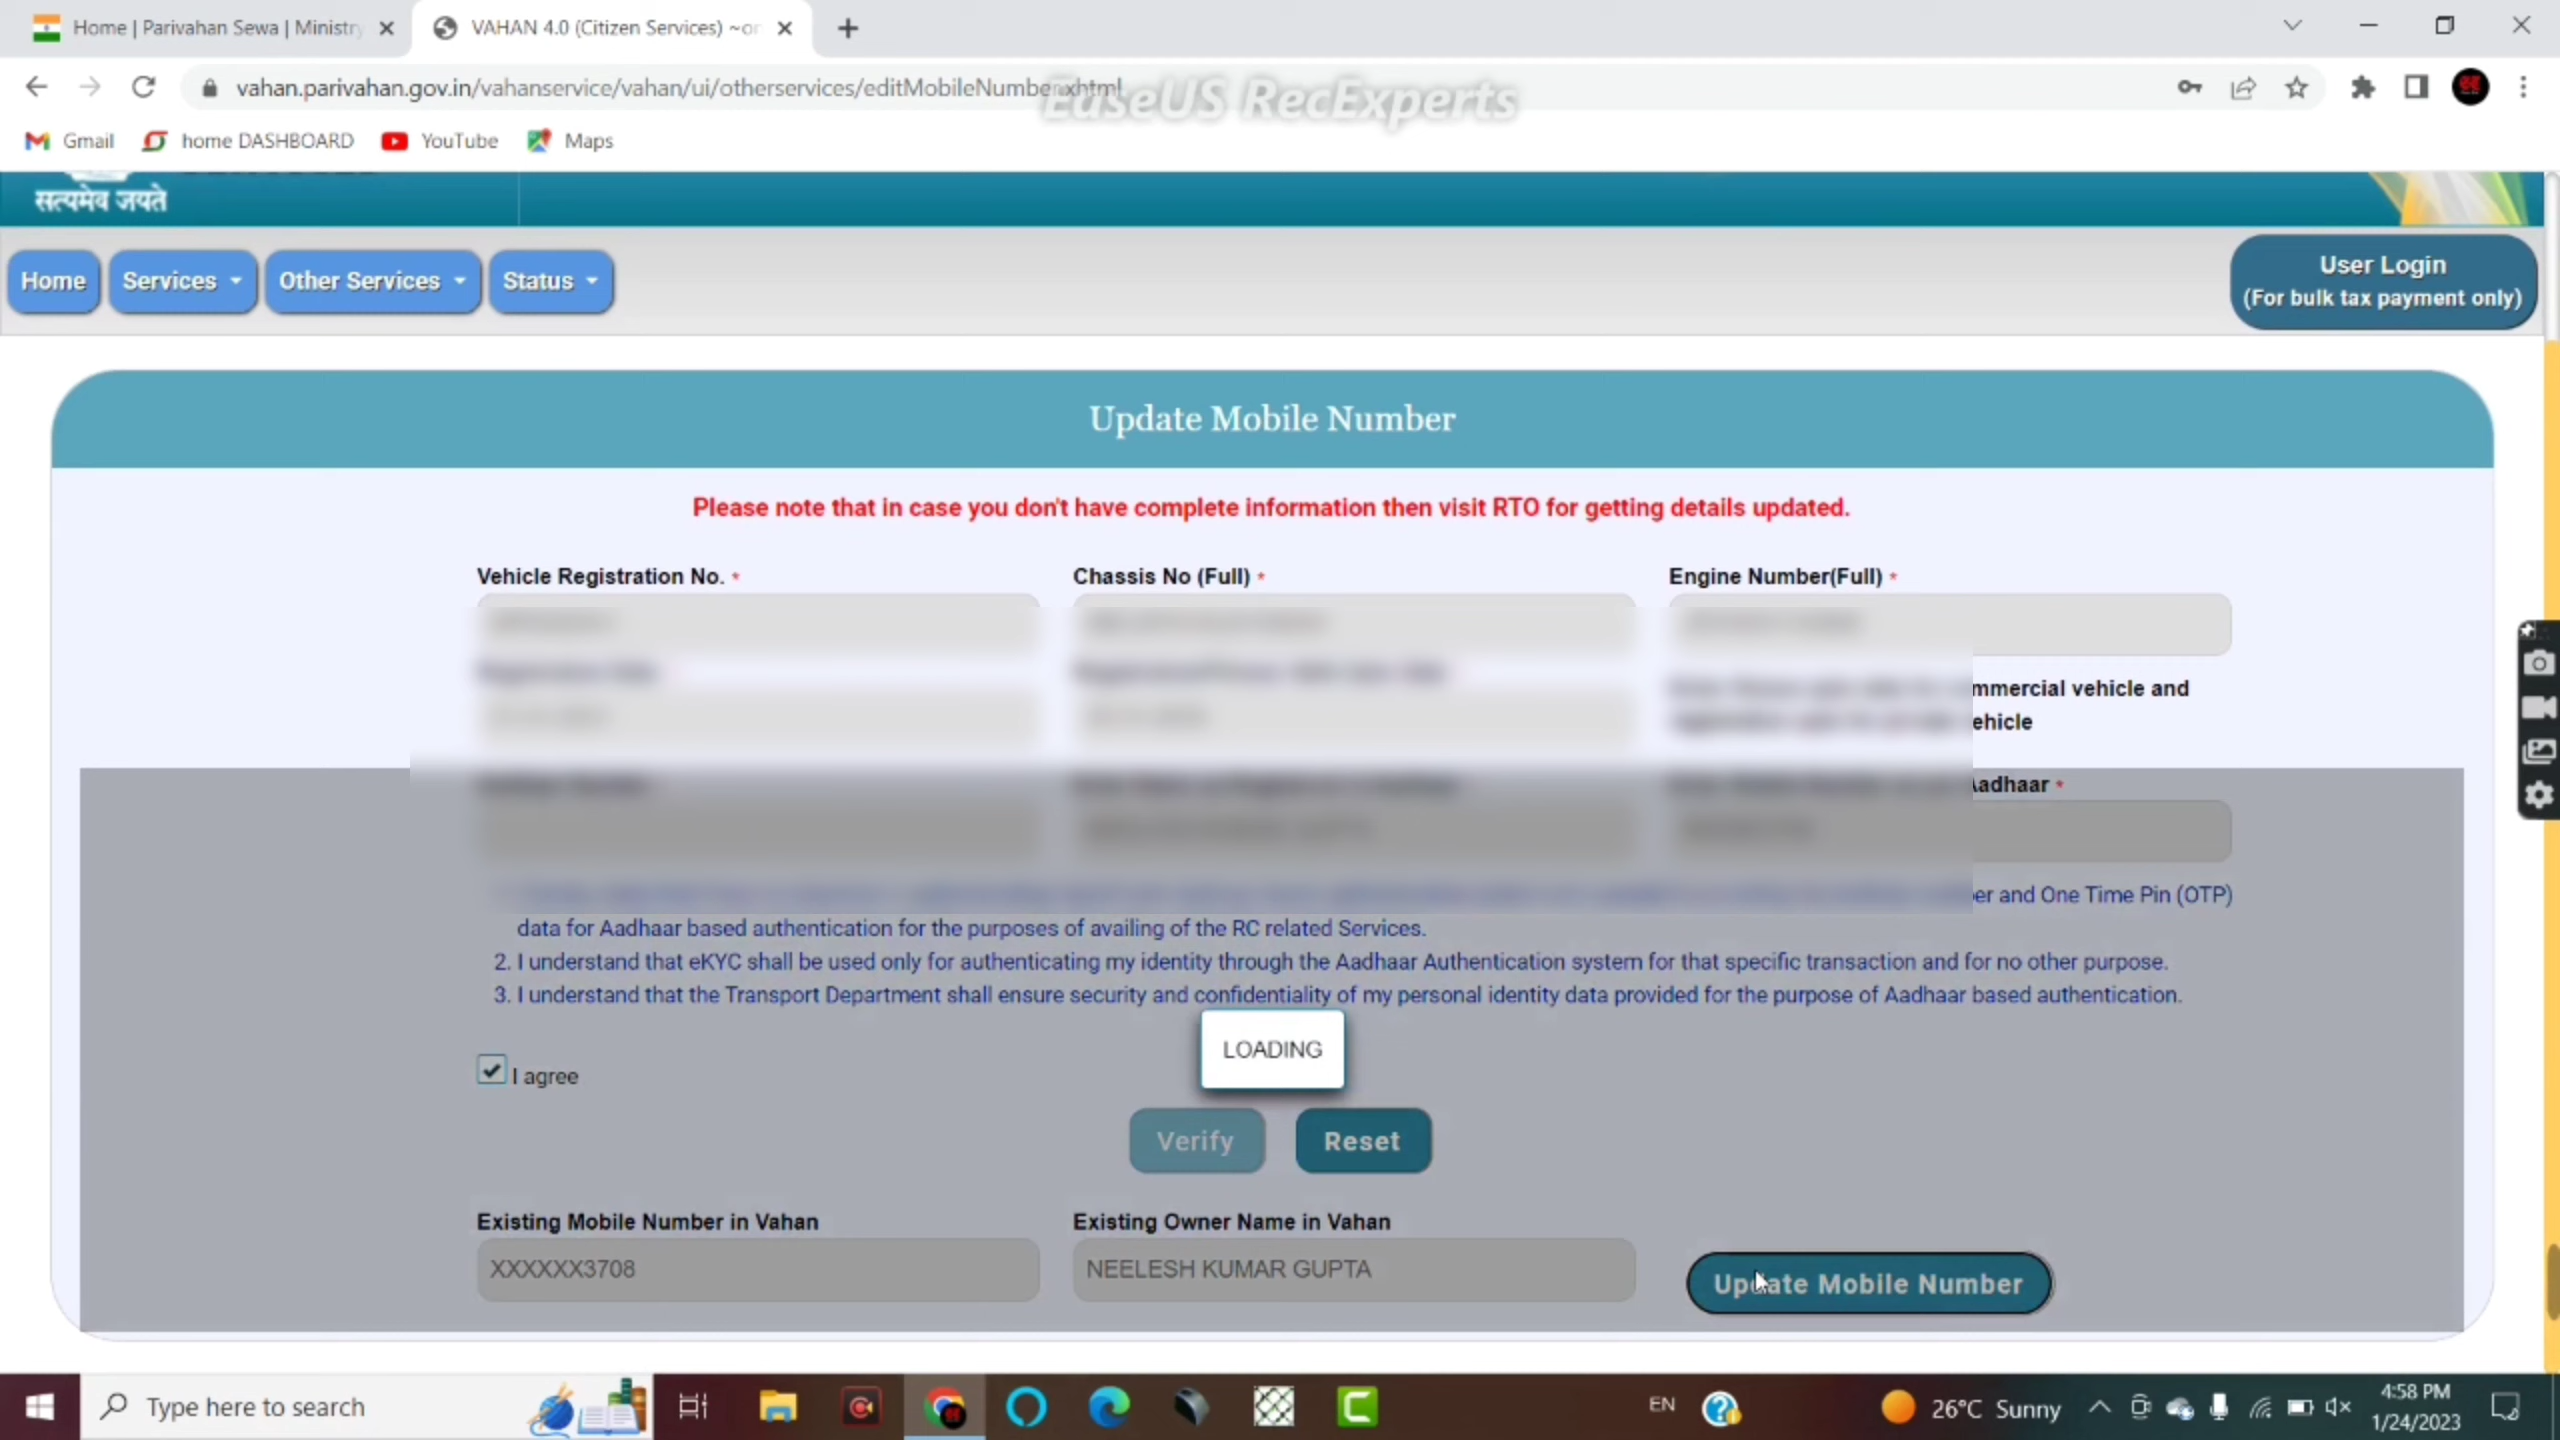 Home | Parivahan Sewa | Ministry
VAHAN 4.0 (Citizen Services) ~or
vahan.parivahan.gov.in/vahanservice/vahan/ui/otherservices/editMobileNumber.xhtml
EaseUS RecExperts
Gmail
home DASHBOARD
YouTube
Maps
सत्यमेव जयते
Home
Services
Other Services
Status
User Login
(For bulk tax payment only)
Update Mobile Number
Please note that in case you don't have complete information then visit RTO for getting details updated.
Vehicle Registration No. *
Chassis No (Full) *
Engine Number(Full) *
mmercial vehicle and
ehicle
Aadhaar *
er and One Time Pin (OTP)
data for Aadhaar based authentication for the purposes of availing of the RC related Services.
2. I understand that eKYC shall be used only for authenticating my identity through the Aadhaar Authentication system for that specific transaction and for no other purpose.
3. I understand that the Transport Department shall ensure security and confidentiality of my personal identity data provided for the purpose of Aadhaar based authentication.
LOADING
I agree
Verify
Reset
Existing Mobile Number in Vahan
Existing Owner Name in Vahan
XXXXXX3708
NEELESH KUMAR GUPTA
Update Mobile Number
Type here to search
EN
26°C Sunny
4:58 PM
1/24/2023